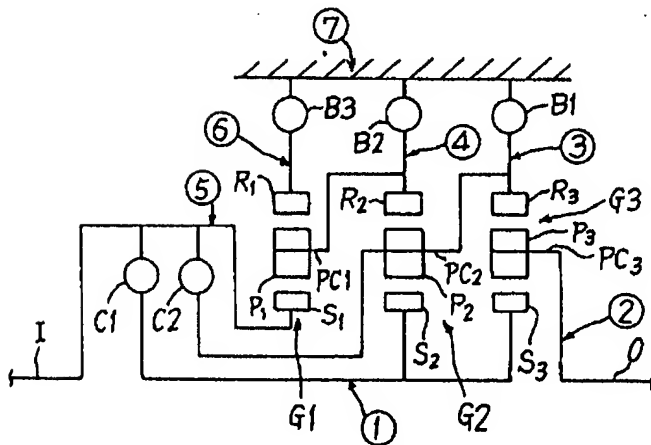 ⑦
B3
B2
B1
⑥
④
③
R1
R2
R3
G3
⑤
P3
PC1
PC2
PC3
C1
C2
P1
S1
P2
②
I
S2
S3
O
G1
①
G2